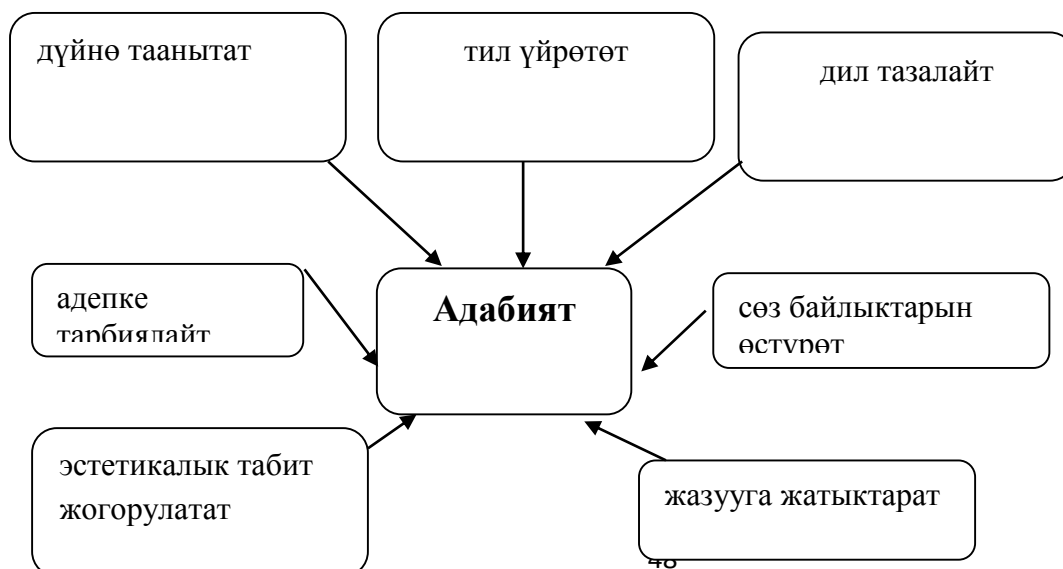 дүйнө таанытат
тил үйрөтөт
дил тазалайт
адепке
тарбиялайт
Адабият
сөз байлыктарын
өстүрөт
эстетикалык табит
жогорулатат
жазууга жатыктарат
48